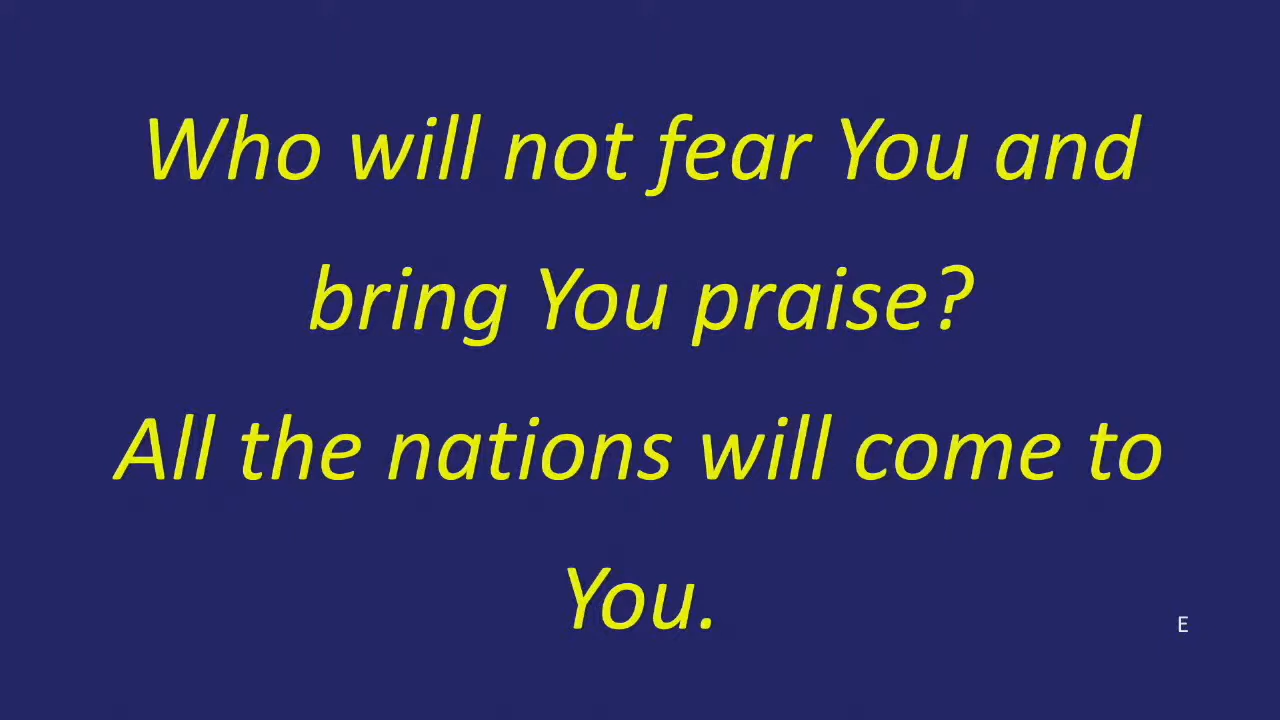 Who will not fear You and
bring You praise?
All the nations will come to
You.
E